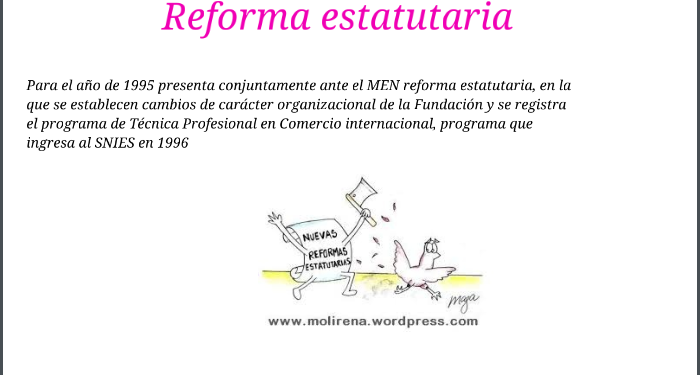 Reforma estatutaria
Para el año de 1995 presenta conjuntamente ante el MEN reforma estatutaria, en la
que se establecen cambios de carácter organizacional de la Fundación y se registra
el programa de Técnica Profesional en Comercio internacional, programa que
ingresa al SNIES en 1996
NUEVAS
REFORMAS
ESTATUTARIAS
www.molirena.wordpress.com